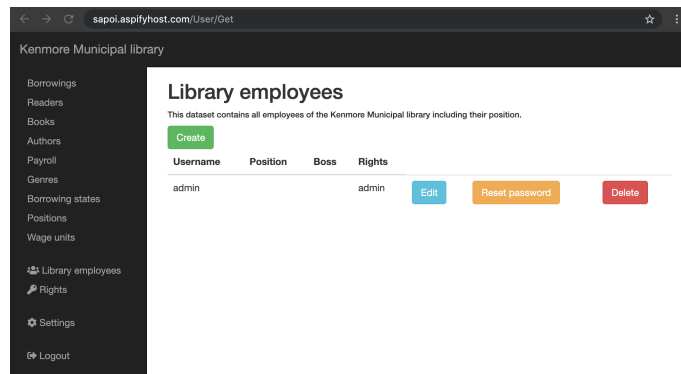 sapoi.aspifyhost.com/User/Get
Kenmore Municipal library
Borrowings
Readers
Books
Authors
Payroll
Genres
Borrowing states
Positions
Wage units
Library employees
Rights
Settings
Logout
Library employees
This dataset contains all employees of the Kenmore Municipal library including their position.
Create
Username Position Boss Rights
admin admin Edit Reset password Delete